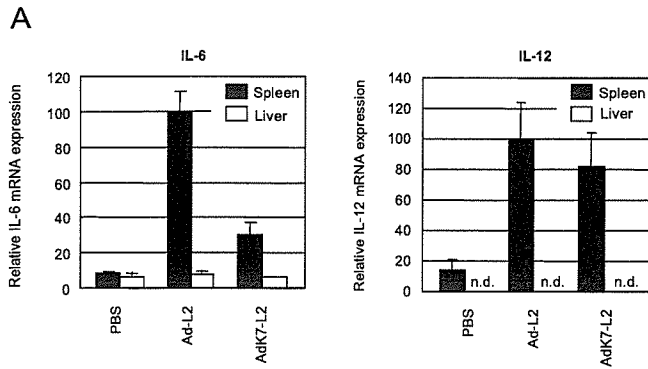 A
IL-6
Relative IL-6 mRNA expression
120
100
80
60
40
20
0
Spleen
Liver
PBS
Ad-L2
AdK7-L2
IL-12
Relative IL-12 mRNA expression
140
120
100
80
60
40
20
0
Spleen
Liver
n.d.
n.d.
n.d.
PBS
Ad-L2
AdK7-L2